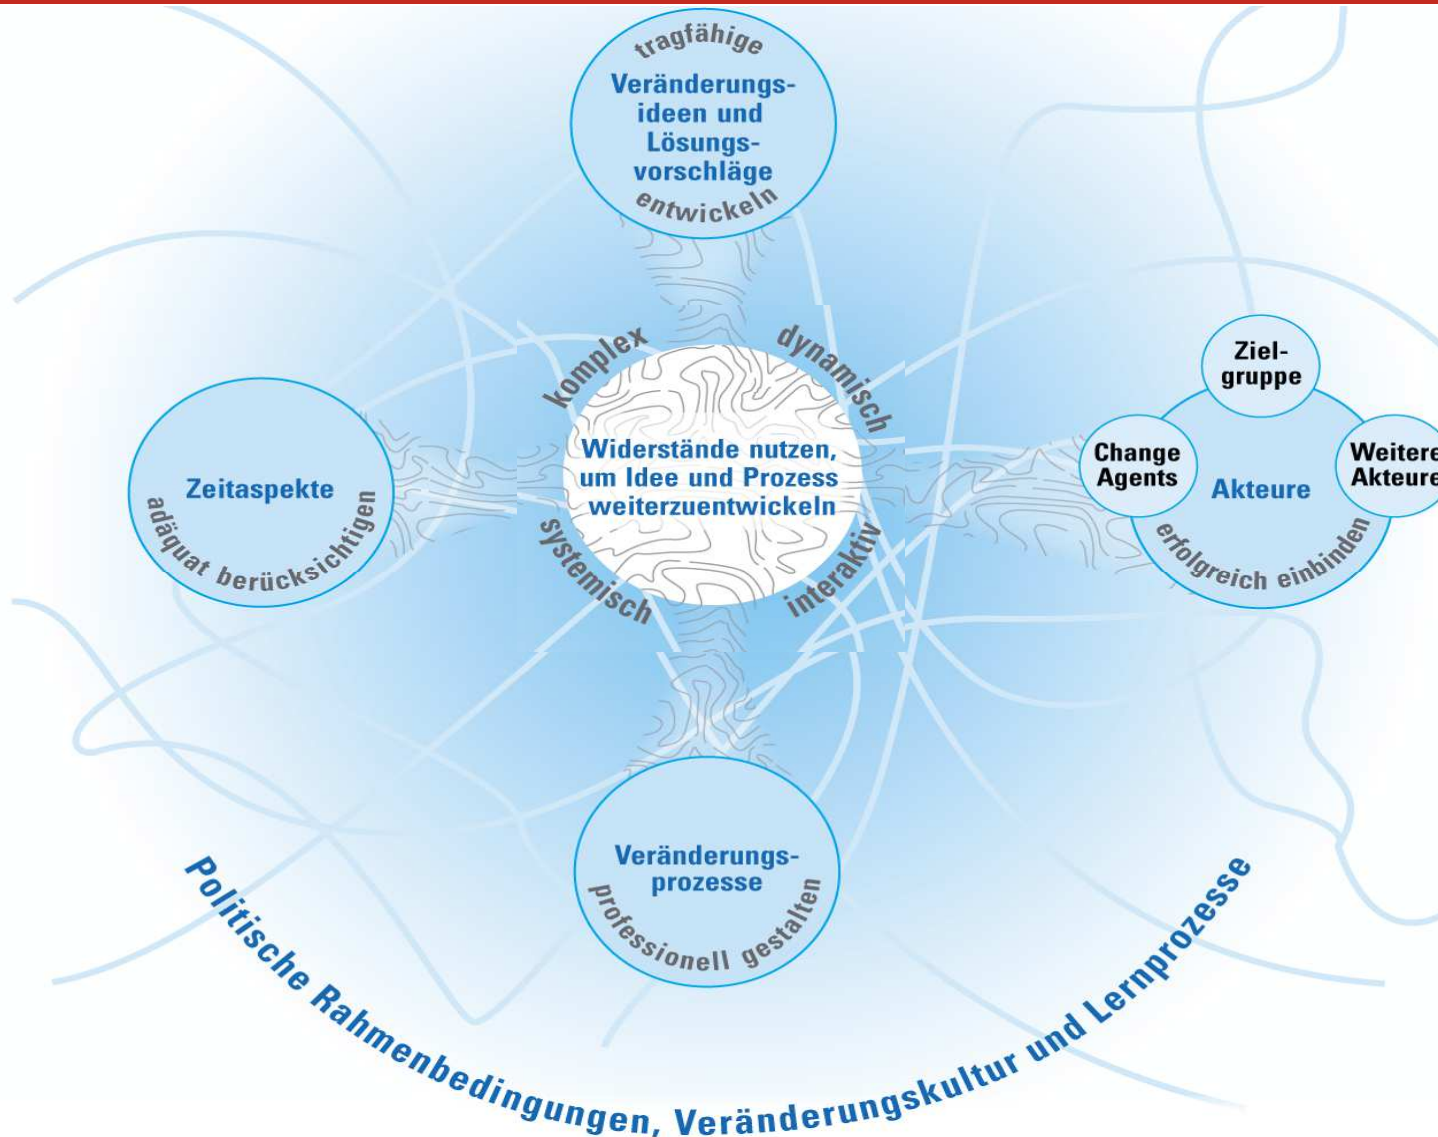 tragfähige
Veränderungs-
ideen und
Lösungs-
vorschläge
entwickeln
komplex
dynamisch
Widerstände nutzen,
um Idee und Prozess
weiterzuentwickeln
systemisch
interaktiv
Zeitaspekte
adäquat berücksichtigen
Ziel-
gruppe
Change
Agents
Weitere
Akteure
Akteure
erfolgreich einbinden
Veränderungs-
prozesse
professionell gestalten
Politische Rahmenbedingungen, Veränderungskultur und Lernprozesse